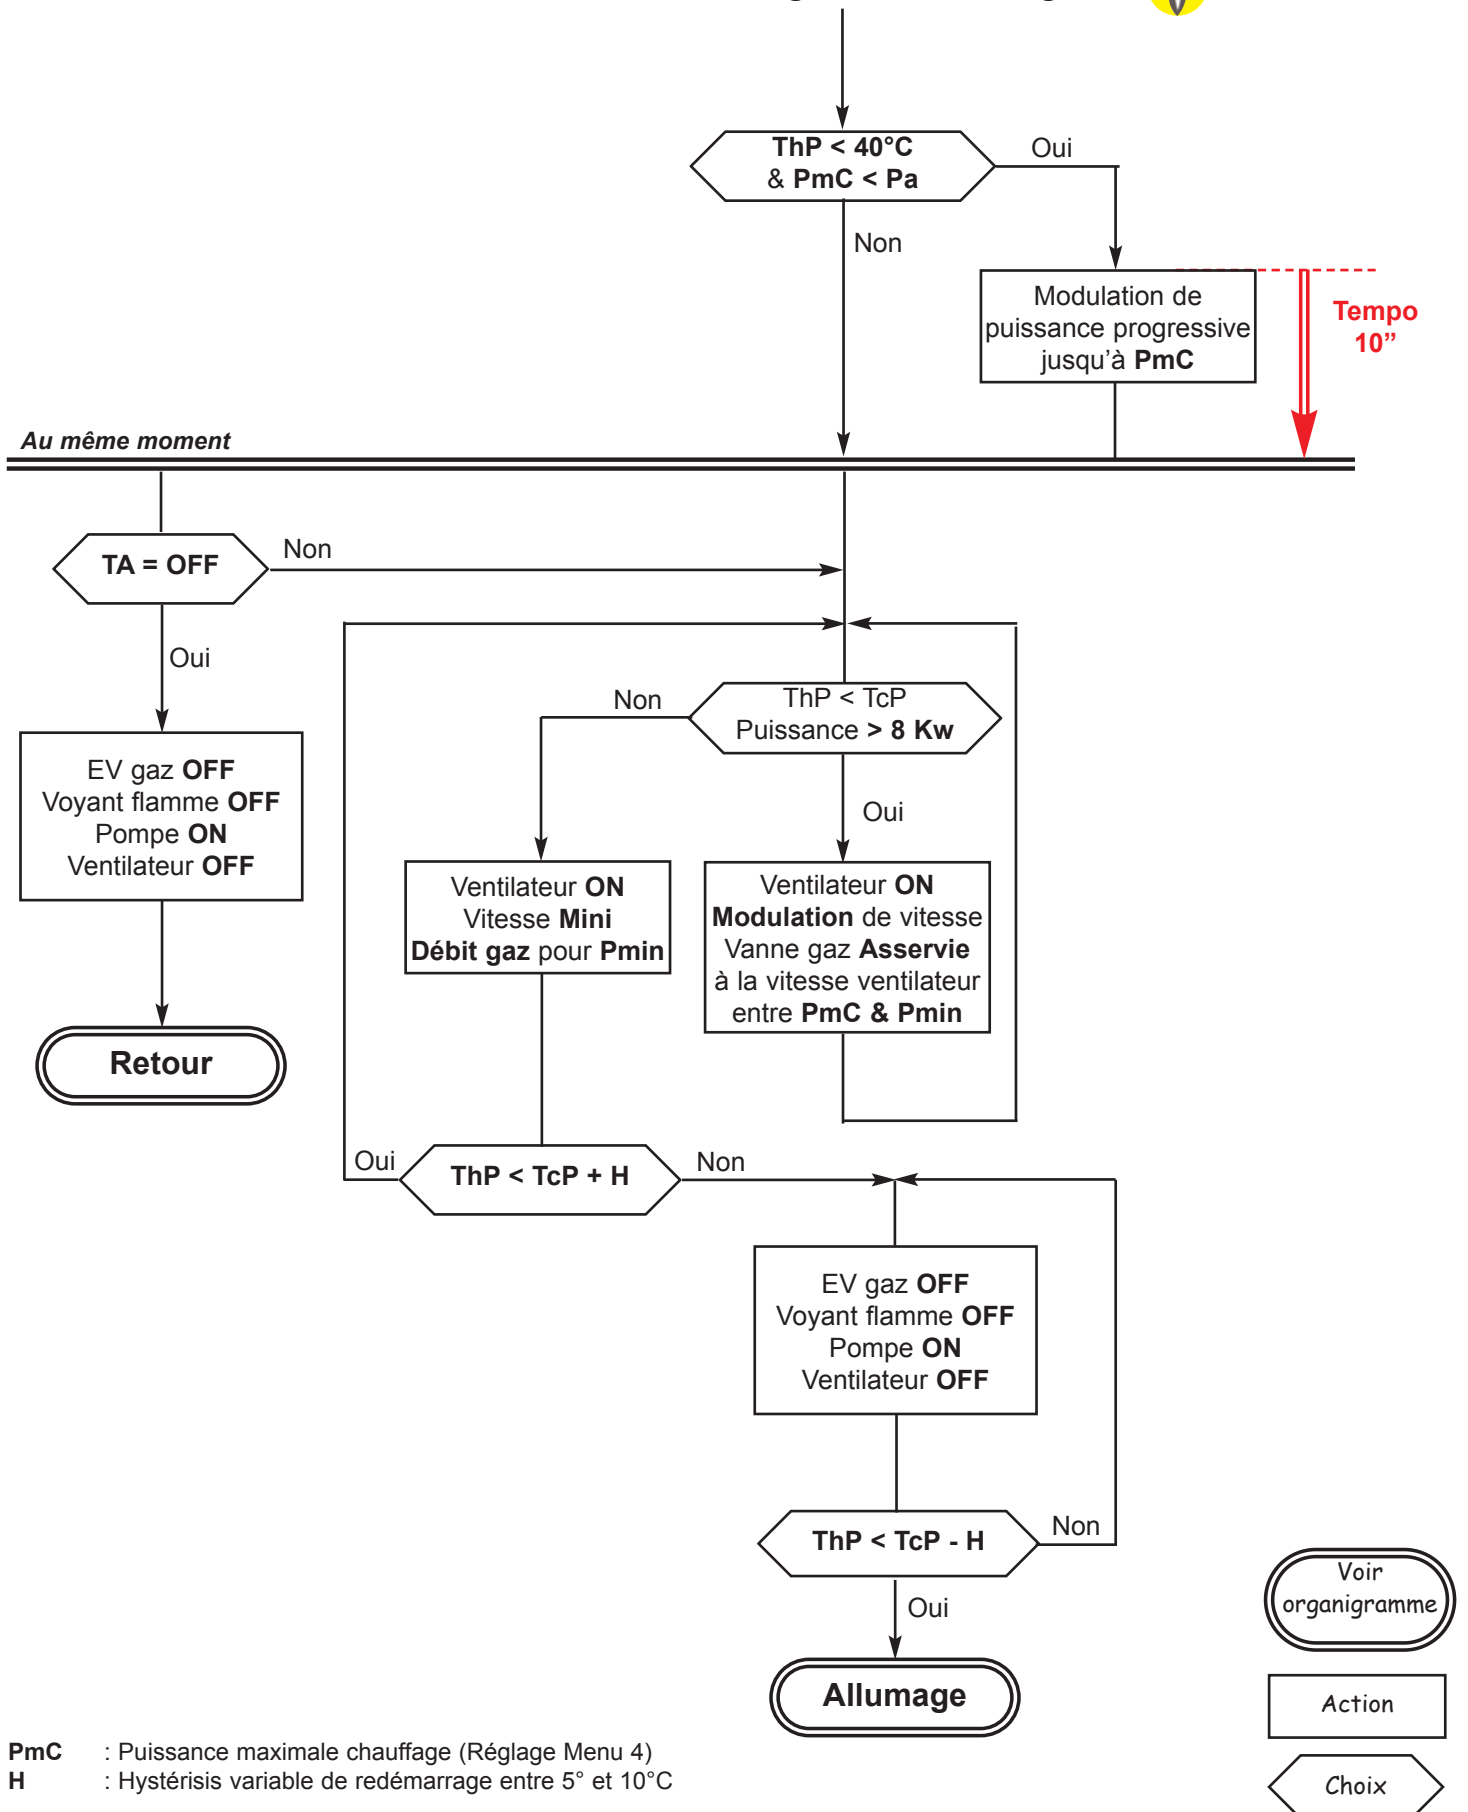 ThP < 40°C
& PmC < Pa
Oui
Non
Modulation de
puissance progressive
jusqu'à PmC
Tempo
10”
Au même moment
TA = OFF
Non
Oui
EV gaz OFF
Voyant flamme OFF
Pompe ON
Ventilateur OFF
Retour
ThP < TcP
Puissance > 8 Kw
Non
Oui
Ventilateur ON
Vitesse Mini
Débit gaz pour Pmin
Ventilateur ON
Modulation de vitesse
Vanne gaz Asservie
à la vitesse ventilateur
entre PmC & Pmin
Oui
ThP < TcP + H
Non
EV gaz OFF
Voyant flamme OFF
Pompe ON
Ventilateur OFF
ThP < TcP - H
Non
Oui
Allumage
Voir
organigramme
Action
Choix
PmC : Puissance maximale chauffage (Réglage Menu 4)
H : Hystérisis variable de redémarrage entre 5° et 10°C